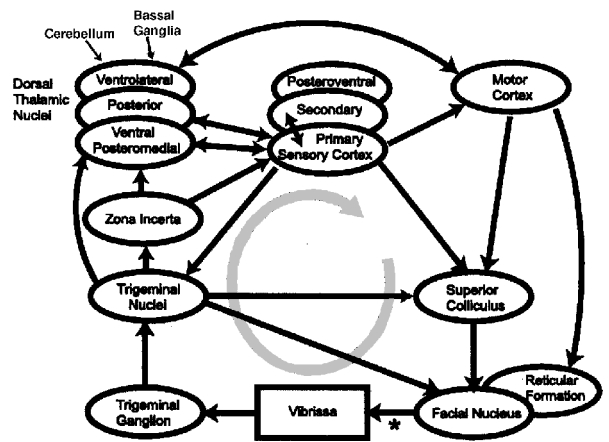 Bassal
Ganglia
Cerebellum
Dorsal
Thalamic
Nuclei
Ventrolateral
Posterior
Ventral
Posteromedial
Posteroventral
Secondary
Primary
Sensory Cortex
Motor
Cortex
Zona Incerta
Trigeminal
Nuclei
Superior
Colliculus
Trigeminal
Ganglion
Vibrissa
*
Facial Nucleus
Reticular
Formation